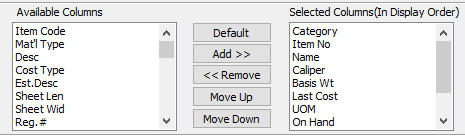 Available Columns
Item Code
Mat'l Type
Desc
Cost Type
Est.Desc
Sheet Len
Sheet Wid
Reg.#
Default
Add >>
<< Remove
Move Up
Move Down
Selected Columns(In Display Order)
Category
Item No
Name
Caliper
Basis Wt
Last Cost
UOM
On Hand